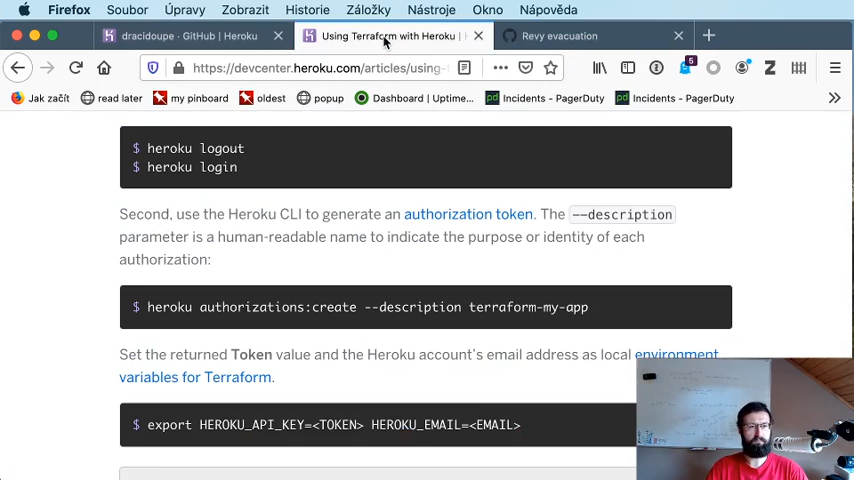 Firefox Soubor Úpravy Zobrazit Historie Záložky Nástroje Okno Nápověda
dracidoupe · GitHub | Heroku
Using Terraform with Heroku |
Revy evacuation
https://devcenter.heroku.com/articles/using-
5
Jak začít read later my pinboard oldest popup Dashboard | Uptime… Incidents - PagerDuty Incidents - PagerDuty
$ heroku logout
$ heroku login
Second, use the Heroku CLI to generate an authorization token. The --description
parameter is a human-readable name to indicate the purpose or identity of each
authorization:
$ heroku authorizations:create --description terraform-my-app
Set the returned Token value and the Heroku account's email address as local environment
variables for Terraform.
$ export HEROKU_API_KEY=<TOKEN> HEROKU_EMAIL=<EMAIL>